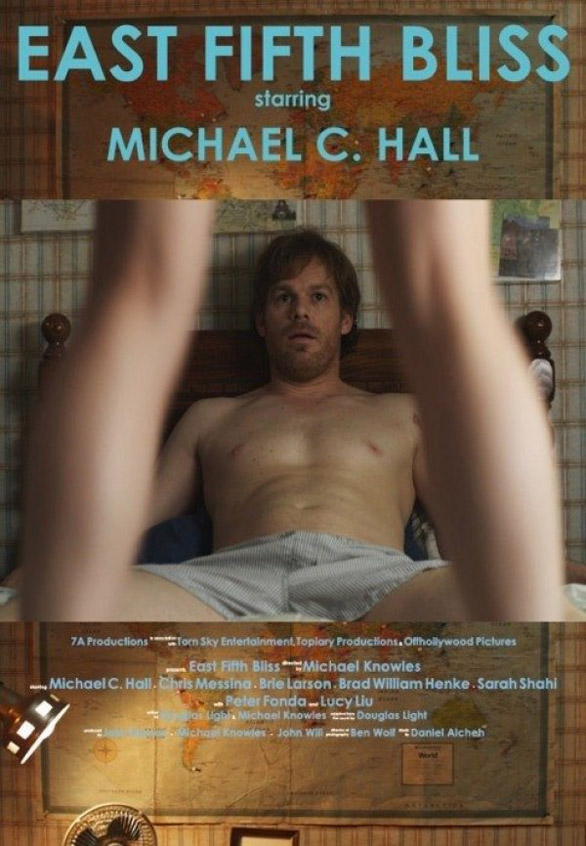 EAST FIFTH BLISS
starring
MICHAEL C. HALL
7A Productions Torn Sky Entertainment, Topiary Productions, Offhollywood Pictures
East Fifth Bliss Michael Knowles
Michael C. Hall . Chris Messina . Brie Larson . Brad William Henke . Sarah Shahi
Peter Fonda Lucy Liu
Douglas Light . Michael Knowles Douglas Light
Michael Knowles . John Will Ben Wolf Daniel Alcheh
World
ANTARCTICA